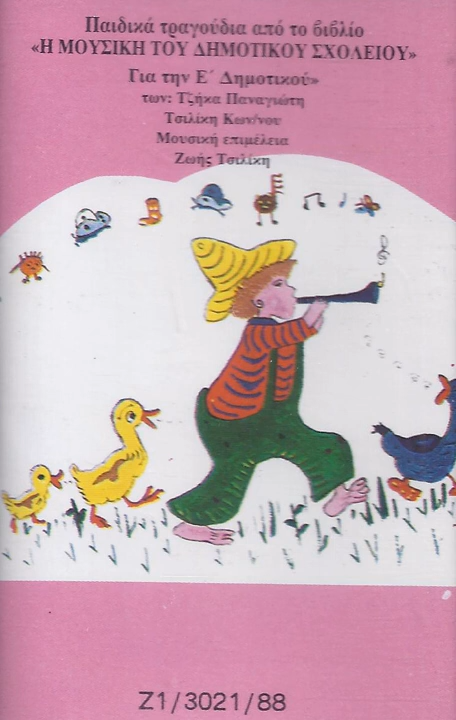 Παιδικά τραγούδια από το βιβλίο
«Η ΜΟΥΣΙΚΗ ΤΟΥ ΔΗΜΟΤΙΚΟΥ ΣΧΟΛΕΙΟΥ»
Για την Ε΄ Δημοτικού»
των: Τζήκα Παναγιώτη
Τσιλίκη Κων/νου
Μουσική επιμέλεια
Ζωής Τσιλίκη
Z1/3021/88